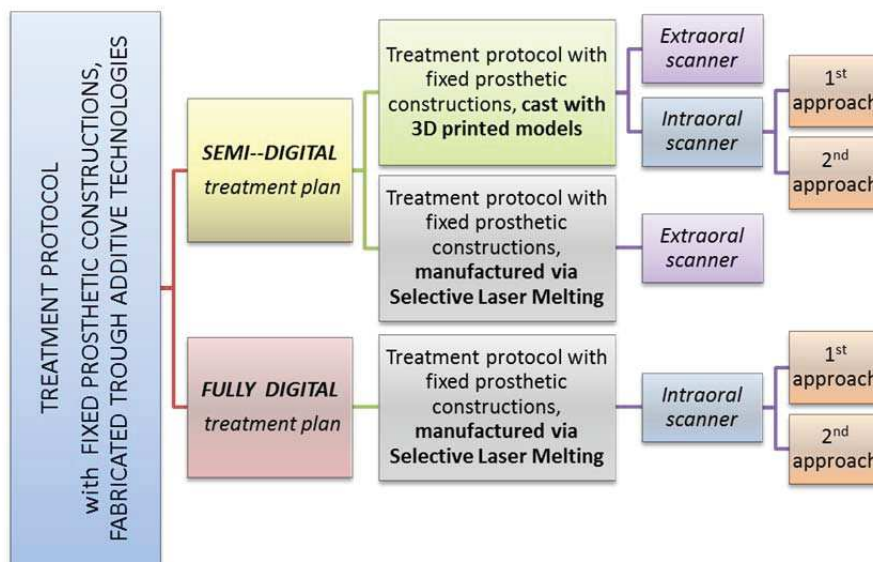 TREATMENT PROTOCOL
with FIXED PROSTHETIC CONSTRUCTIONS,
FABRICATED TROUGH ADDITIVE TECHNOLOGIES
SEMI--DIGITAL
treatment plan
Treatment protocol with
fixed prosthetic
constructions, cast with
3D printed models
Extraoral
scanner
Intraoral
scanner
1st
approach
2nd
approach
Treatment protocol with
fixed prosthetic
constructions,
manufactured via
Selective Laser Melting
Extraoral
scanner
FULLY DIGITAL
treatment plan
Treatment protocol with
fixed prosthetic
constructions,
manufactured via
Selective Laser Melting
Intraoral
scanner
1st
approach
2nd
approach